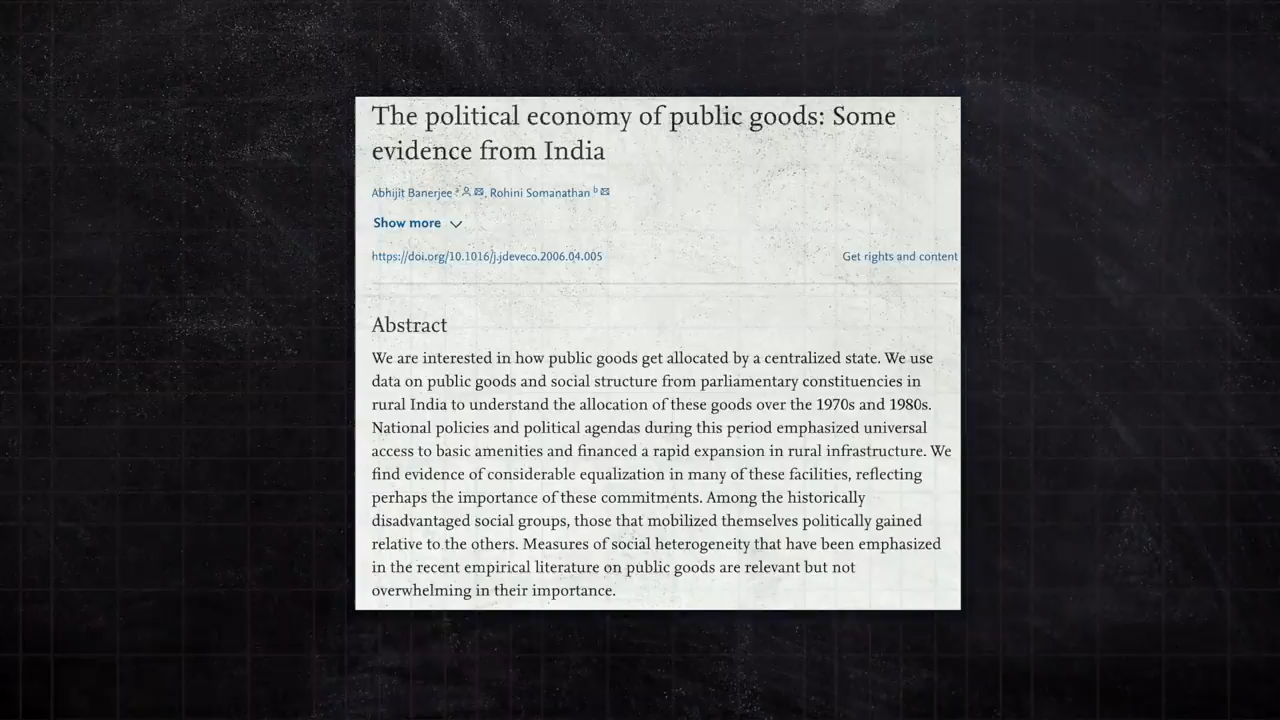 The political economy of public goods: Some
evidence from India
Abhijit Banerjee a, Rohini Somanathan b
Show more
https://doi.org/10.1016/j.jdeveco.2006.04.005
Get rights and content
Abstract
We are interested in how public goods get allocated by a centralized state. We use
data on public goods and social structure from parliamentary constituencies in
rural India to understand the allocation of these goods over the 1970s and 1980s.
National policies and political agendas during this period emphasized universal
access to basic amenities and financed a rapid expansion in rural infrastructure. We
find evidence of considerable equalization in many of these facilities, reflecting
perhaps the importance of these commitments. Among the historically
disadvantaged social groups, those that mobilized themselves politically gained
relative to the others. Measures of social heterogeneity that have been emphasized
in the recent empirical literature on public goods are relevant but not
overwhelming in their importance.